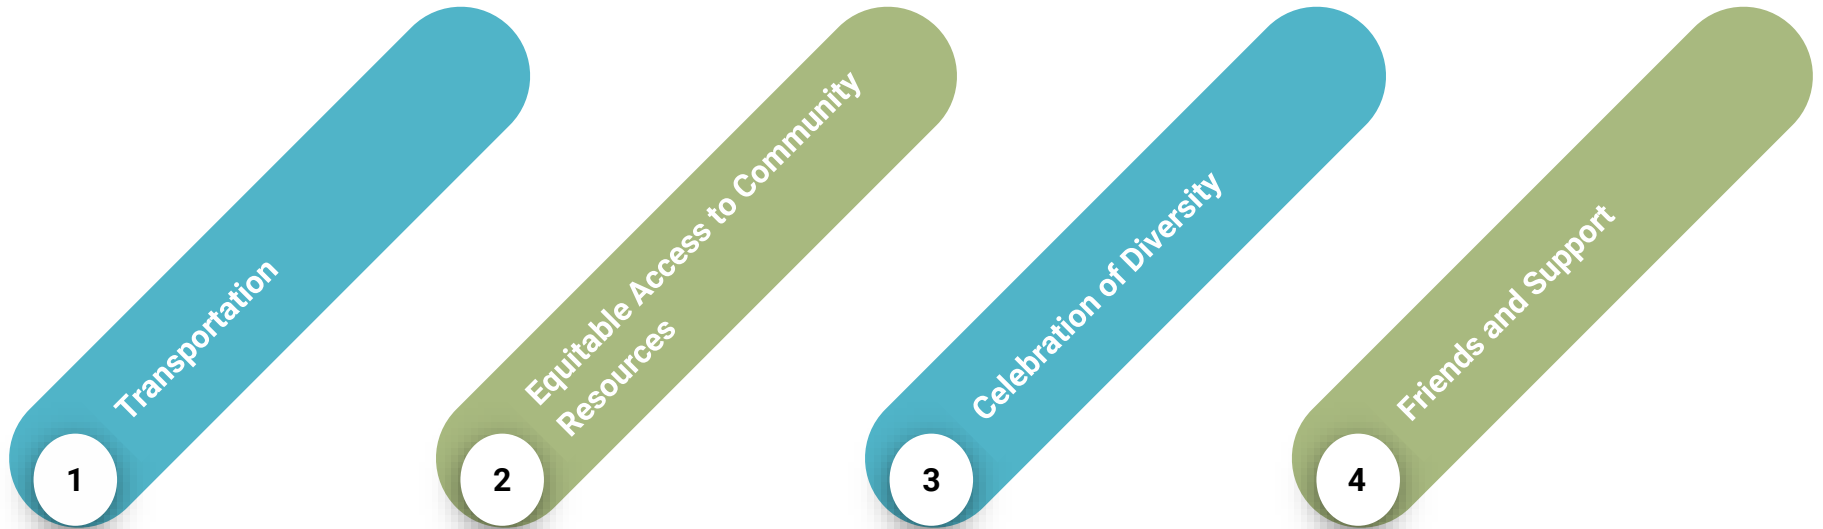 1
Transportation
2
Equitable Access to Community
Resources
3
Celebration of Diversity
4
Friends and Support